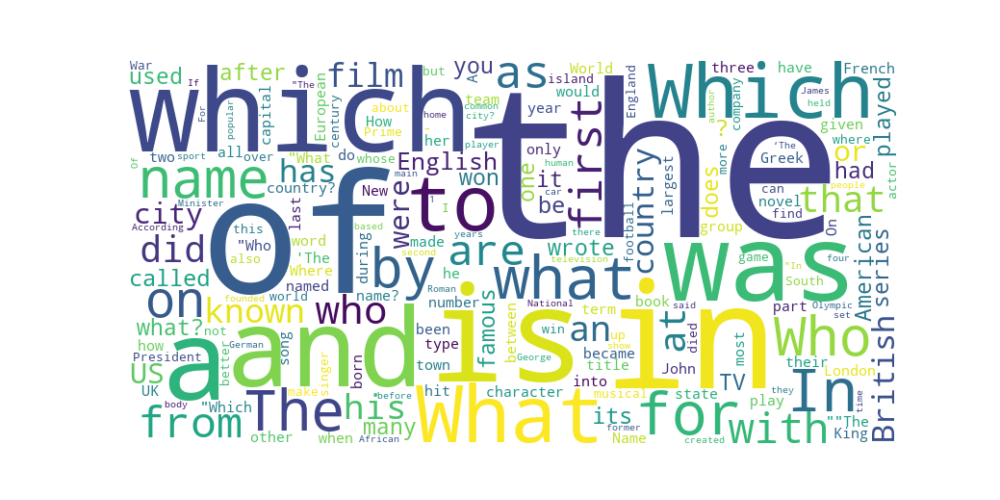 War
used
after
film
you
as
World
three
have
French
which
the
Which
"The
If
European
century
but
Ac
island
would
England
company
James
held
played
For
popular
capital
How
about
team
common
city?
year
first
author
?
given
Of
two
sport
all
over
"What
do
Prime
whose
her
home
player
only
human
more
'The
Greek
where
or
name
has
country?
New
English
won
one
it
car
be
country
largest
does
can
novel
find
had
that
people
actor
Minister
city
According
of
last
were
to
main
I
years
there
football
group
On
did
this
"Who
also
word
'The
Where
during
by
made
he
are
second
wrote
television
was
game
"In
South
four
American
series
called
on
named
world
known
founded
based
name?
Roman
number
famous
what
National
book
said
part
Olympic
set
what?
who
been
type
between
win
term
an
up
show
at
died
most
Who
how
not
German
President
US
better
song
a
and
is
in
town
George
became
title
John
their
London
UK
body
singer
born
before
into
TV
they
time
British
from
"Which
The
make
his
hit
What
character
musical
its
state
for
play
In
other
when
African
many
former
Name
created
with
""The
King